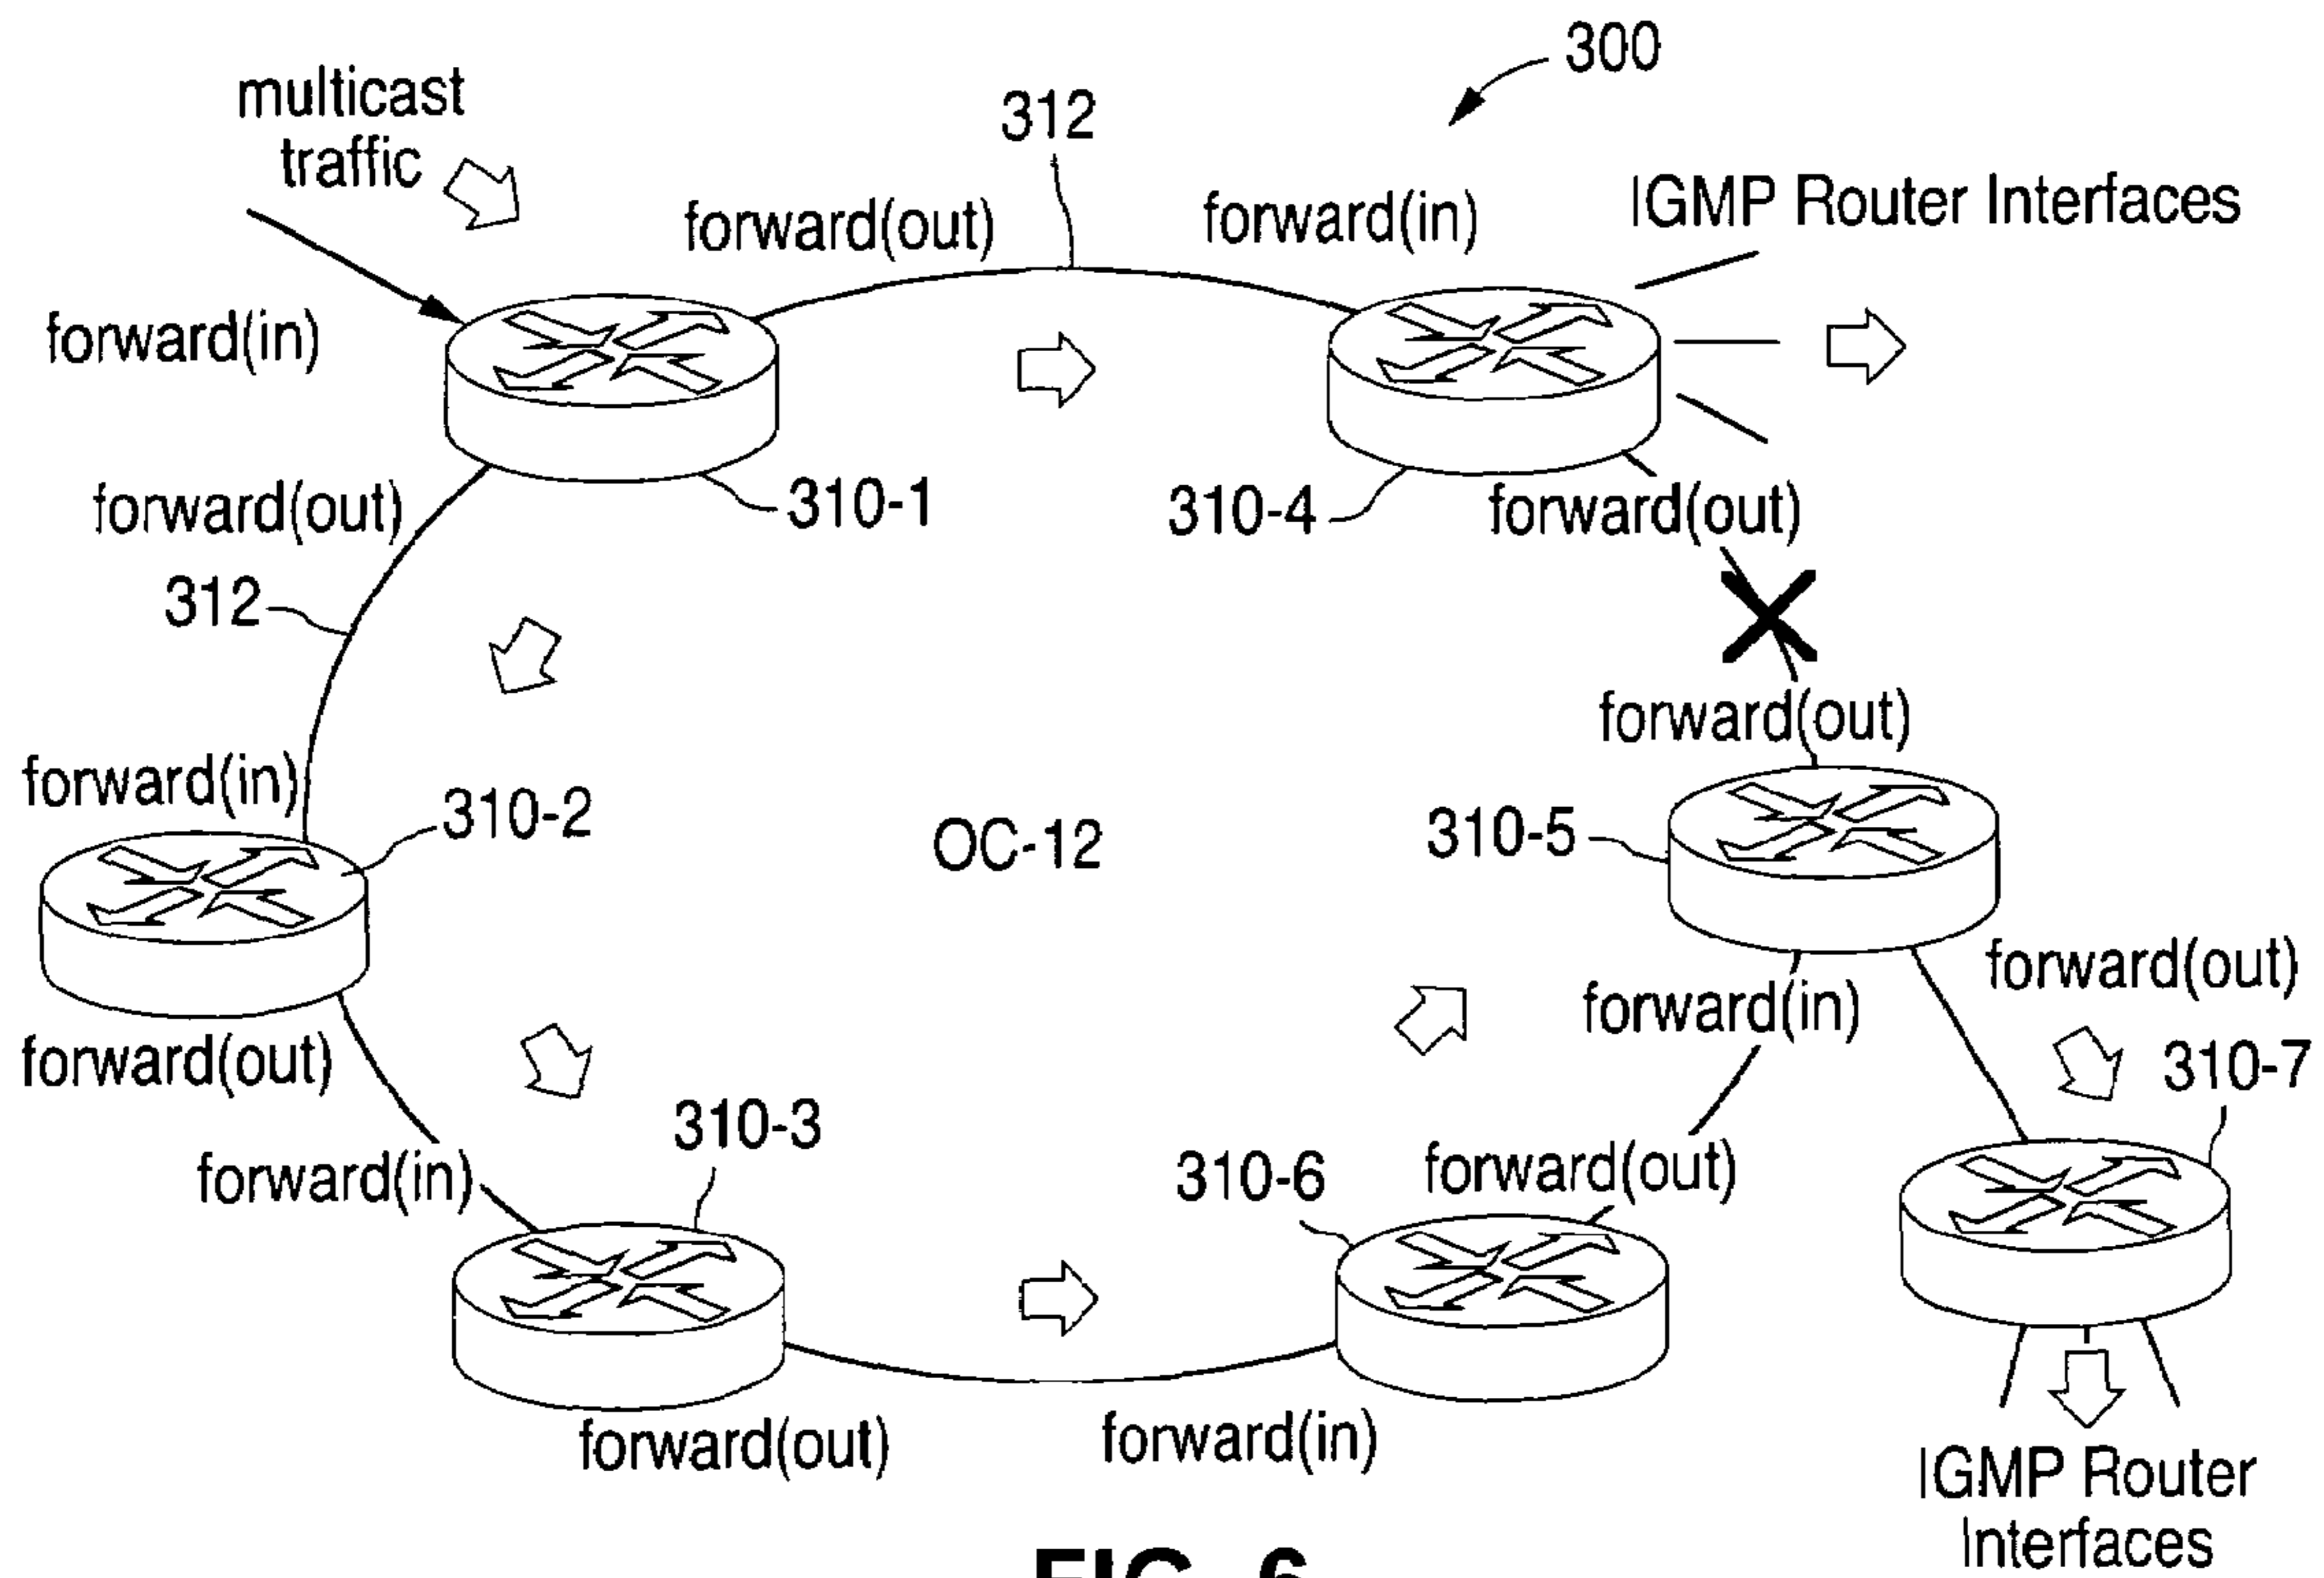 300
multicast
traffic
312
forward(out)
forward(in)
IGMP Router Interfaces
forward(in)
310-1
310-4
forward(out)
forward(out)
312
forward(out)
forward(in)
310-2
OC-12
310-5
forward(out)
forward(in)
forward(out)
310-7
310-3
310-6
forward(out)
forward(in)
forward(out)
forward(in)
IGMP Router
Interfaces
FIG. 6